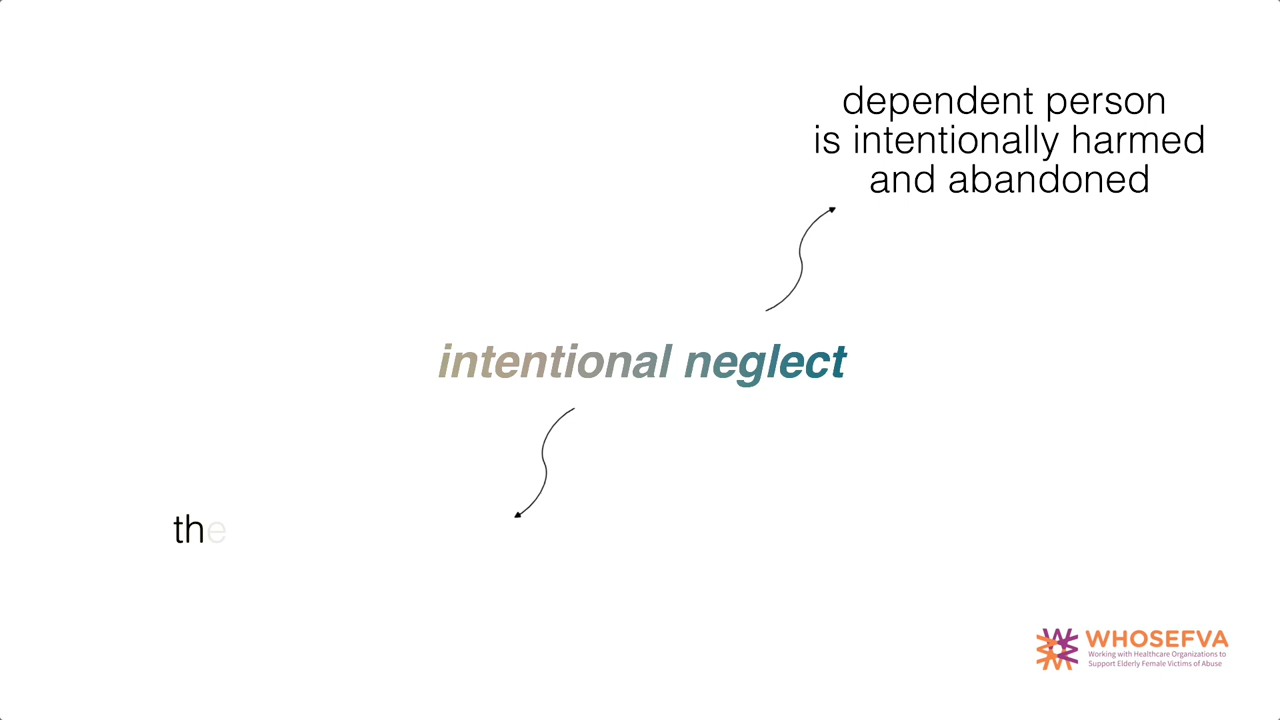 dependent person
is intentionally harmed
and abandoned
intentional neglect
the
WHOSEFVA
Working with Healthcare Organizations to
Support Elderly Female Victims of Abuse